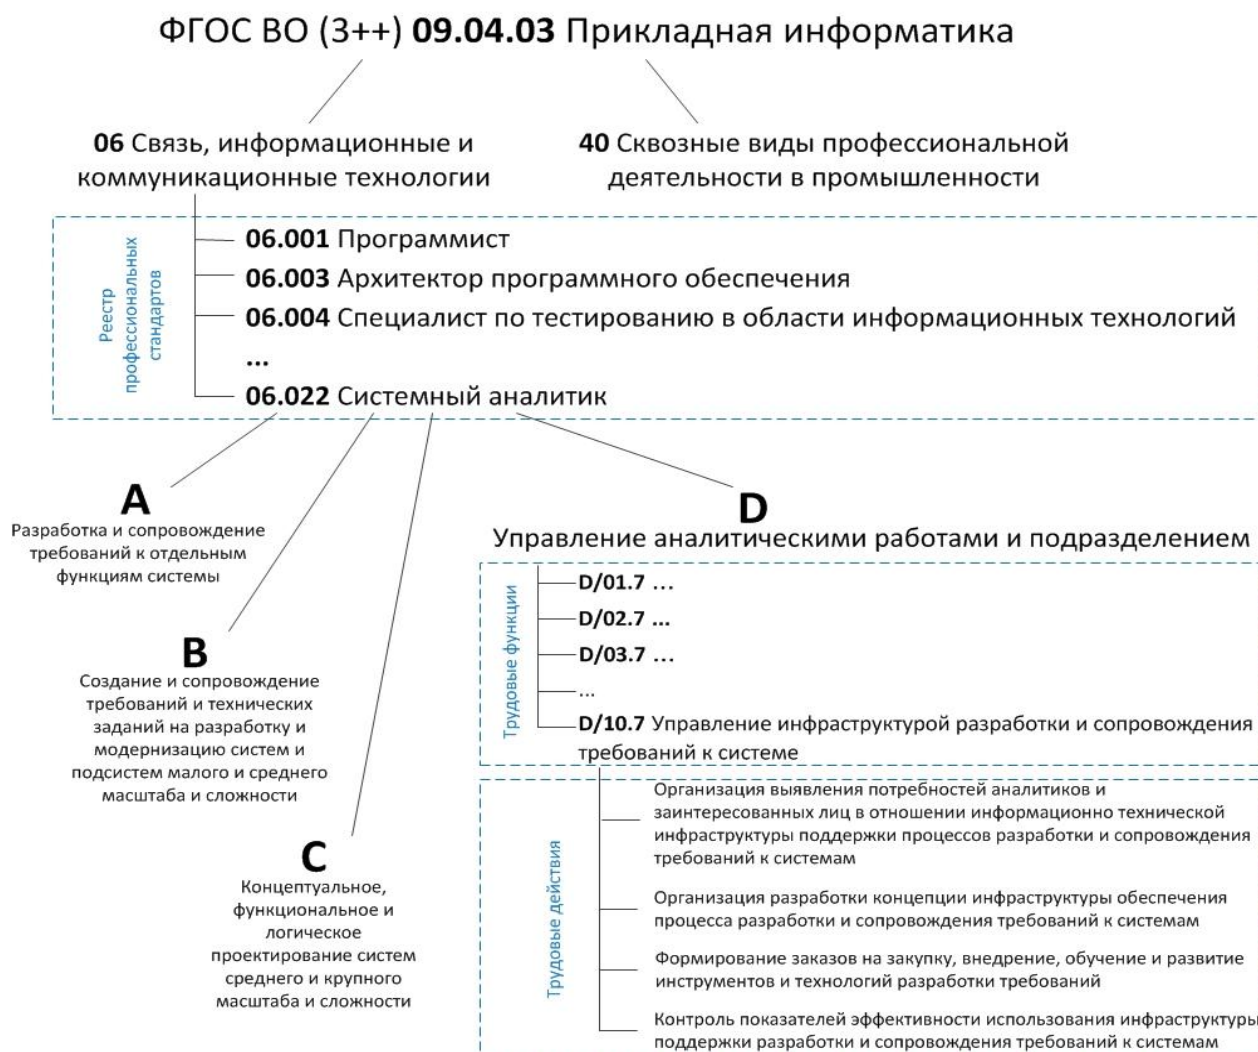 ФГОС ВО (3++) 09.04.03 Прикладная информатика
06 Связь, информационные и
коммуникационные технологии
40 Сквозные виды профессиональной
деятельности в промышленности
Реестр
профессиональных
стандартов
06.001 Программист
06.003 Архитектор программного обеспечения
06.004 Специалист по тестированию в области информационных технологий
...
06.022 Системный аналитик
A
Разработка и сопровождение
требований к отдельным
функциям системы
B
Создание и сопровождение
требований и технических
заданий на разработку и
модернизацию систем и
подсистем малого и среднего
масштаба и сложности
C
Концептуальное,
функциональное и
логическое
проектирование систем
среднего и крупного
масштаба и сложности
D
Управление аналитическими работами и подразделением
Трудовые функции
D/01.7 ...
D/02.7 ...
D/03.7 ...
...
D/10.7 Управление инфраструктурой разработки и сопровождения
требований к системе
Трудовые действия
Организация выявления потребностей аналитиков и
заинтересованных лиц в отношении информационно технической
инфраструктуры поддержки процессов разработки и сопровождения
требований к системам
Организация разработки концепции инфраструктуры обеспечения
процесса разработки и сопровождения требований к системам
Формирование заказов на закупку, внедрение, обучение и развитие
инструментов и технологий разработки требований
Контроль показателей эффективности использования инфраструктуры
поддержки разработки и сопровождения требований к системам